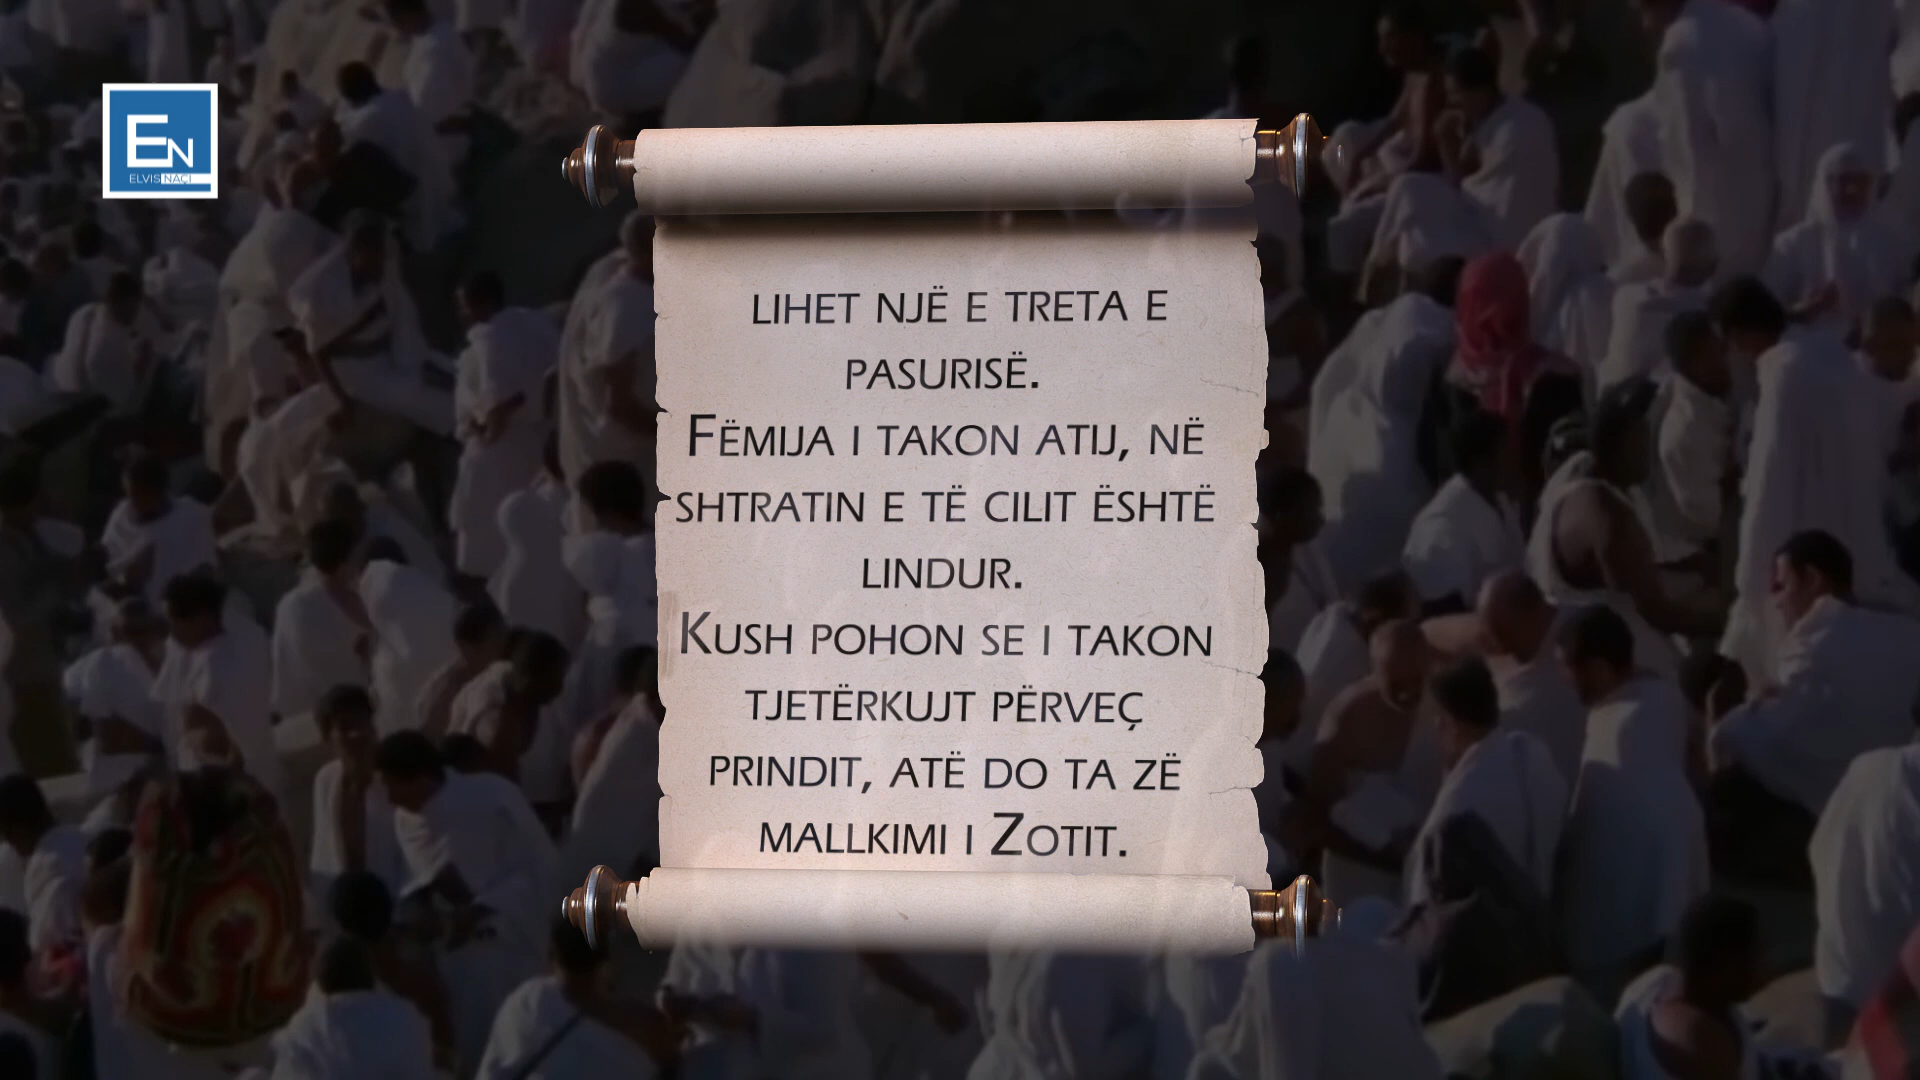 EN
ELVIS NAÇI
LIHET NJË E TRETA E
PASURISË.
FËMIJA I TAKON ATIJ, NË
SHTRATIN E TË CILIT ËSHTË
LINDUR.
KUSH POHON SE I TAKON
TJETËRKUJT PËRVEÇ
PRINDIT, ATË DO TA ZË
MALLKIMI I ZOTIT.